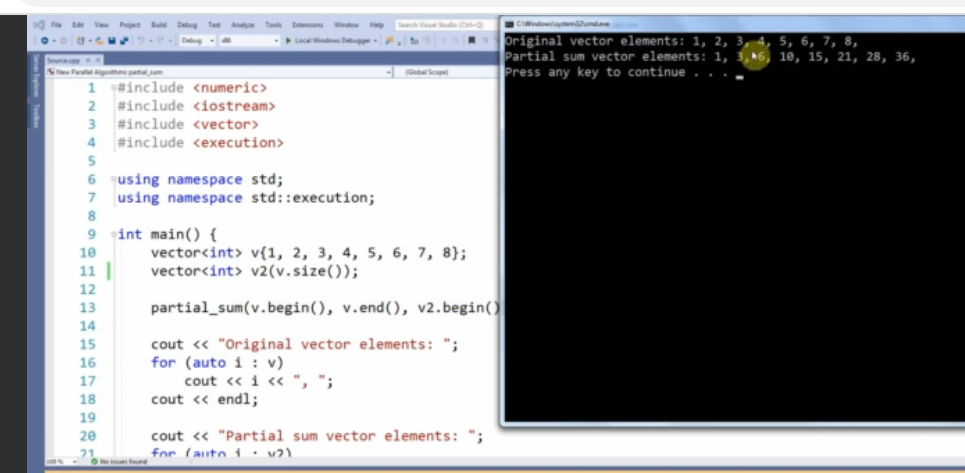 File Edit View Project Build Debug Test Analyze Tools Extensions Window Help Search Visual Studio (Ctrl+Q)
Debug x86 Local Windows Debugger
Source.cpp
New Parallel Algorithms partial_sum (Global Scope)
Server Explorer
Toolbox
1 #include <numeric>
2 #include <iostream>
3 #include <vector>
4 #include <execution>
5
6 using namespace std;
7 using namespace std::execution;
8
9 int main() {
10 vector<int> v{1, 2, 3, 4, 5, 6, 7, 8};
11 vector<int> v2(v.size());
12
13 partial_sum(v.begin(), v.end(), v2.begin()
14
15 cout << "Original vector elements: ";
16 for (auto i : v)
17 cout << i << ", ";
18 cout << endl;
19
20 cout << "Partial sum vector elements: ";
21 for (auto i : v2)
100 % No issues found
C:\Windows\system32\cmd.exe
Original vector elements: 1, 2, 3, 4, 5, 6, 7, 8,
Partial sum vector elements: 1, 3, 6, 10, 15, 21, 28, 36,
Press any key to continue . . .